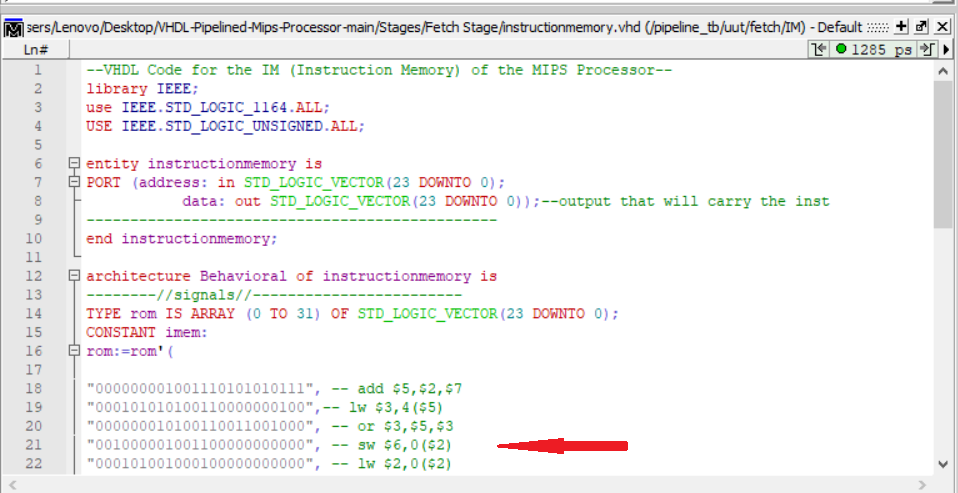 sers/Lenovo/Desktop/VHDL-Pipelined-Mips-Processor-main/Stages/Fetch Stage/instructionmemory.vhd (/pipeline_tb/uut/fetch/IM) - Default
Ln#
1285 ps
1 --VHDL Code for the IM (Instruction Memory) of the MIPS Processor--
2 library IEEE;
3 use IEEE.STD_LOGIC_1164.ALL;
4 USE IEEE.STD_LOGIC_UNSIGNED.ALL;
5
6 entity instructionmemory is
7 PORT (address: in STD_LOGIC_VECTOR(23 DOWNTO 0);
8 data: out STD_LOGIC_VECTOR(23 DOWNTO 0));--output that will carry the inst
9 -----------------------------------------------
10 end instructionmemory;
11
12 architecture Behavioral of instructionmemory is
13 --------//signals//------------------------
14 TYPE rom IS ARRAY (0 TO 31) OF STD_LOGIC_VECTOR(23 DOWNTO 0);
15 CONSTANT imem:
16 rom:=rom'(
17
18 "000000001001110101010111", -- add $5,$2,$7
19 "000101010100110000000100",-- lw $3,4($5)
20 "000000010100110011001000", -- or $3,$5,$3
21 "001000001001100000000000", -- sw $6,0($2)
22 "000101001000100000000000", -- lw $2,0($2)